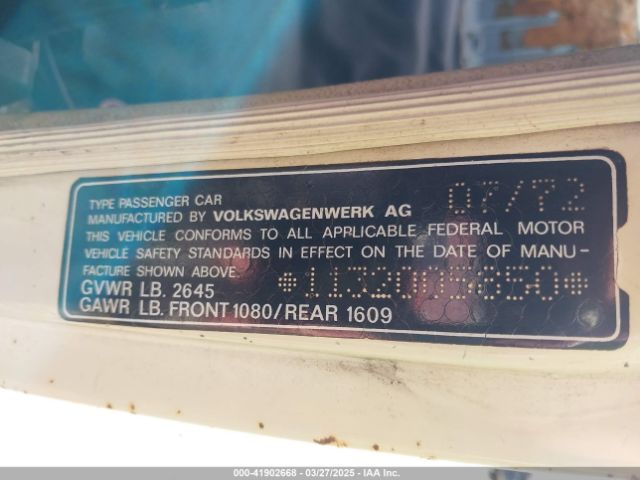 TYPE PASSENGER CAR 07/72
MANUFACTURED BY VOLKSWAGENWERK AG
THIS VEHICLE CONFORMS TO ALL APPLICABLE FEDERAL MOTOR
VEHICLE SAFETY STANDARDS IN EFFECT ON THE DATE OF MANU-
FACTURE SHOWN ABOVE.
GVWR LB. 2645
GAWR LB. FRONT 1080/REAR 1609
000-41902668 - 03/27/2025 - IAA Inc.